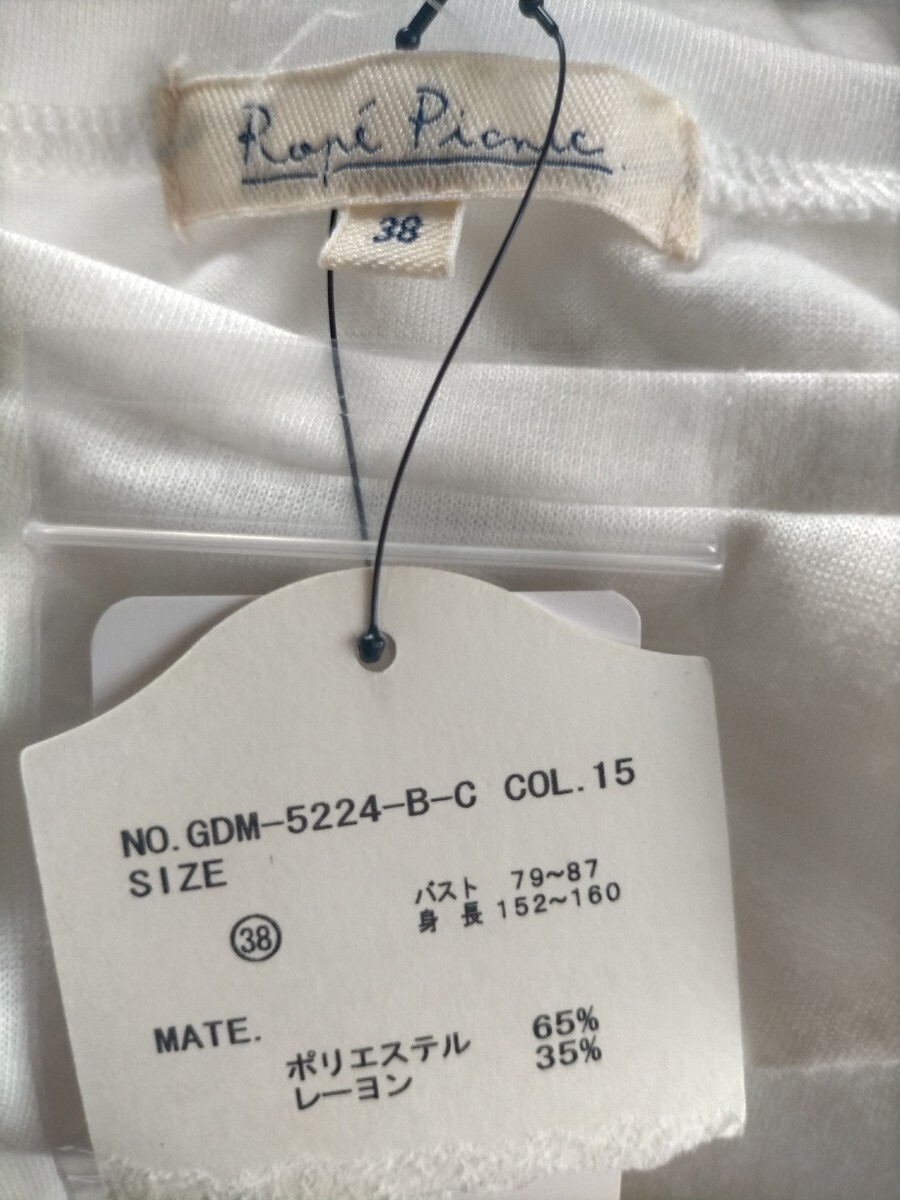 Ropé Picnic
38
NO.GDM-5224-B-C COL.15
SIZE
バスト 79~87
身 長 152~160
38
MATE.
ポリエステル 65%
レーヨン 35%